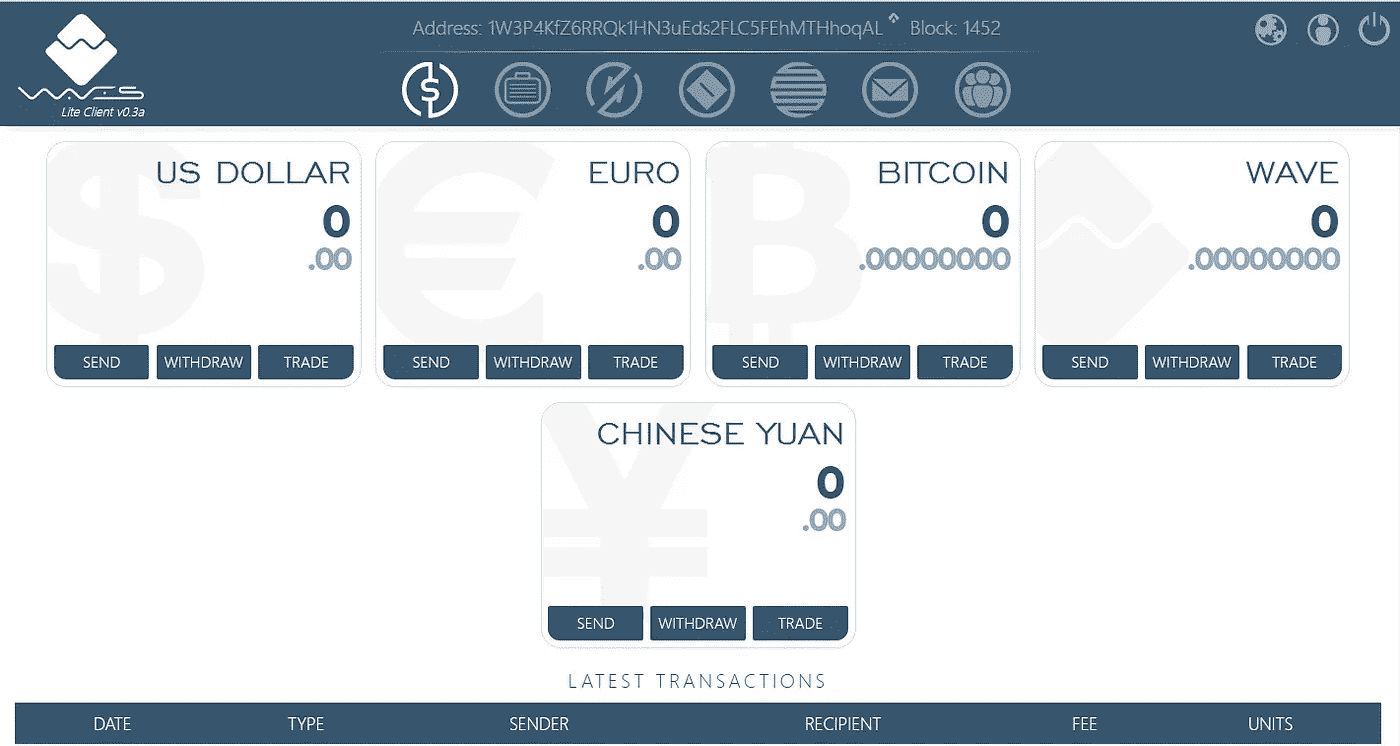 Address: 1W3P4KfZ6RRQk1HN3uEds2FLC5FEhMTHhoqAL Block: 1452
WAVES
Lite Client v0.3a
US DOLLAR
0
.00
SEND WITHDRAW TRADE
EURO
0
.00
SEND WITHDRAW TRADE
BITCOIN
0
.00000000
SEND WITHDRAW TRADE
WAVE
0
.00000000
SEND WITHDRAW TRADE
CHINESE YUAN
0
.00
SEND WITHDRAW TRADE
LATEST TRANSACTIONS
DATE TYPE SENDER RECIPIENT FEE UNITS